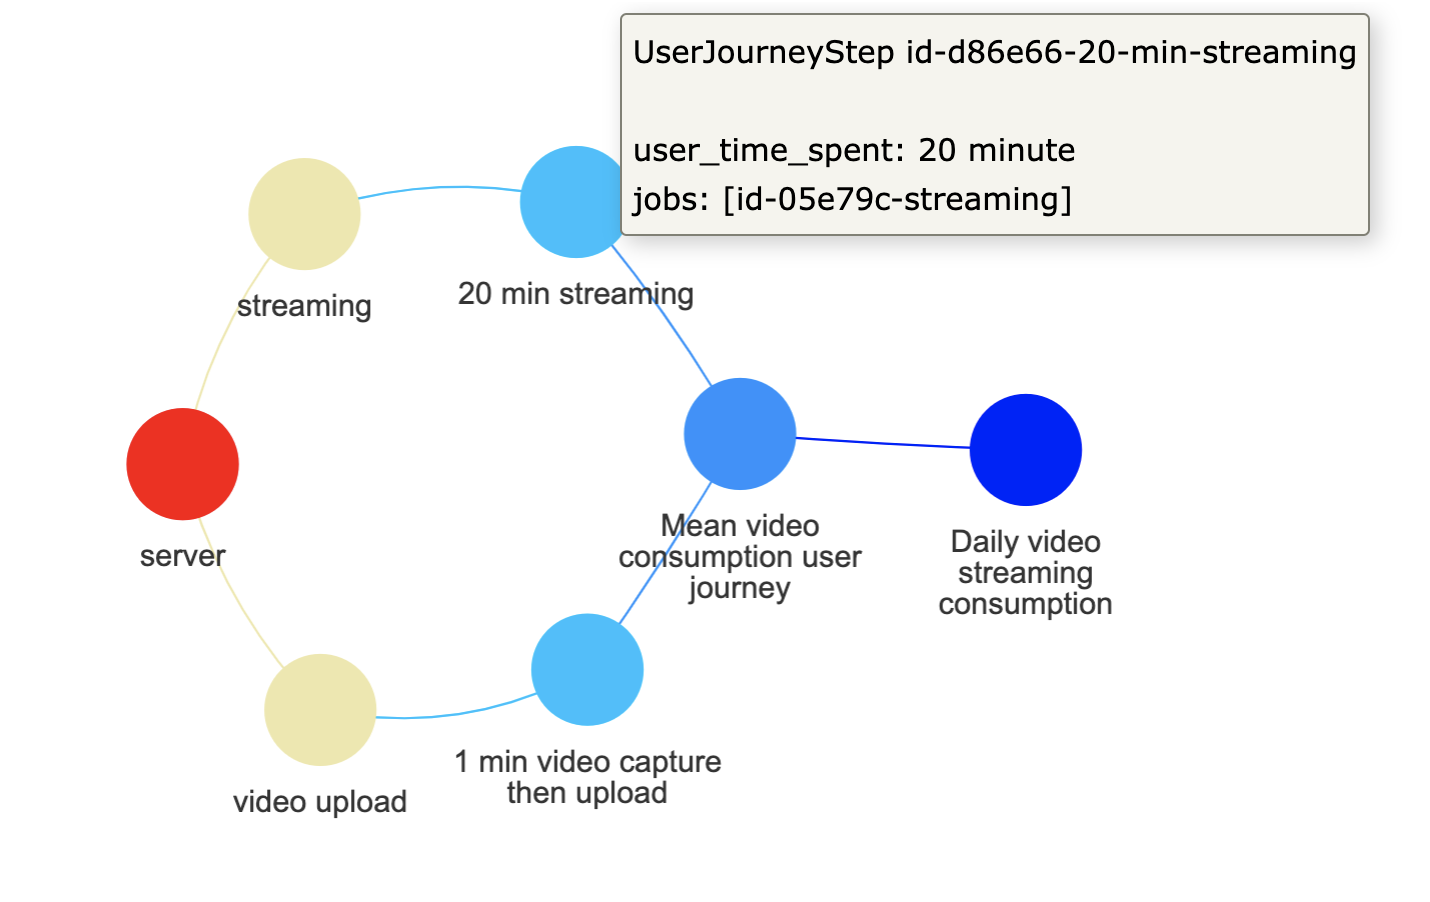 UserJourneyStep id-d86e66-20-min-streaming
user_time_spent: 20 minute
jobs: [id-05e79c-streaming]
streaming
20 min streaming
server
Mean video
consumption user
journey
Daily video
streaming
consumption
video upload
1 min video capture
then upload